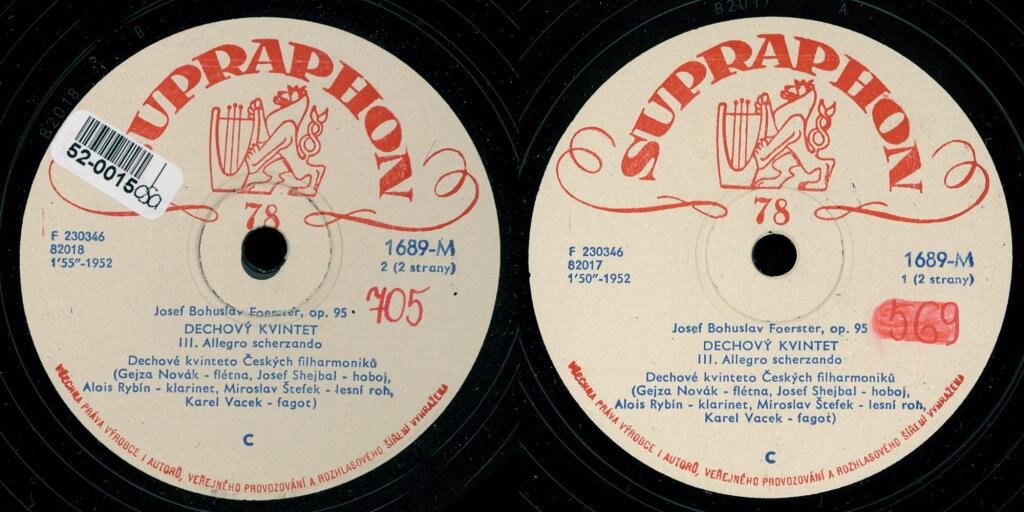 82018
SUPRAPHON
52-0015
78
F 230346
82018
1'55"-1952
1689-M
2 (2 strany)
705
Josef Bohuslav Foerster, op. 95
DECHOVÝ KVINTET
III. Allegro scherzando
Dechové kvinteto Českých filharmoniků
(Gejza Novák - flétna, Josef Shejbal - hoboj,
Alois Rybín - klarinet, Miroslav Štefek - lesní roh,
Karel Vacek - fagot)
C
VŠECHNA PRÁVA VÝROBCE I AUTORŮ, VEŘEJNÉHO PROVOZOVÁNÍ A ROZHLASOVÉHO ŠÍŘENÍ VYHRAŽENA
82017
A
SUPRAPHON
78
F 230346
82017
1'50"-1952
1689-M
1 (2 strany)
569
Josef Bohuslav Foerster, op. 95
DECHOVÝ KVINTET
III. Allegro scherzando
Dechové kvinteto Českých filharmoniků
(Gejza Novák - flétna, Josef Shejbal - hoboj,
Alois Rybín - klarinet, Miroslav Štefek - lesní roh,
Karel Vacek - fagot)
C
VŠECHNA PRÁVA VÝROBCE I AUTORŮ, VEŘEJNÉHO PROVOZOVÁNÍ A ROZHLASOVÉHO ŠÍŘENÍ VYHRAŽENA